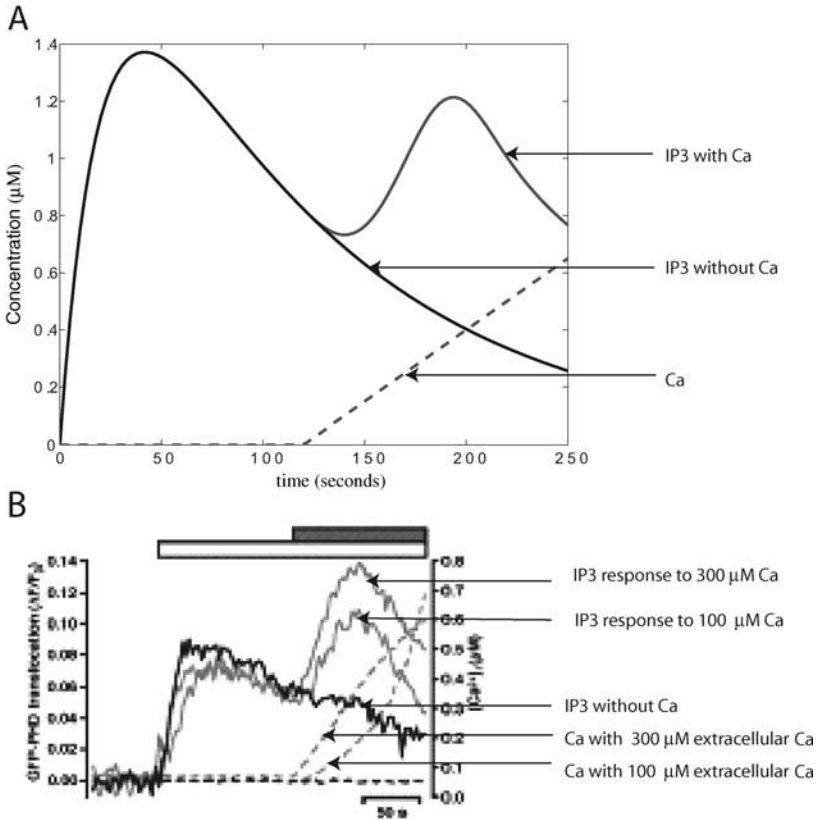 A
Concentration (μM)
1.4
1.2
1
0.8
0.6
0.4
0.2
0
0
50
100
150
200
250
time (seconds)
IP3 with Ca
IP3 without Ca
Ca
B
GFP-PHD translocation (ΔF/F₀)
0.14
0.12
0.10
0.08
0.06
0.04
0.02
0.00
0.8
0.7
0.6
0.5
0.4
0.3
0.2
0.1
0.0
[Ca²⁺]ᵢ (μM)
50 s
IP3 response to 300 μM Ca
IP3 response to 100 μM Ca
IP3 without Ca
Ca with 300 μM extracellular Ca
Ca with 100 μM extracellular Ca